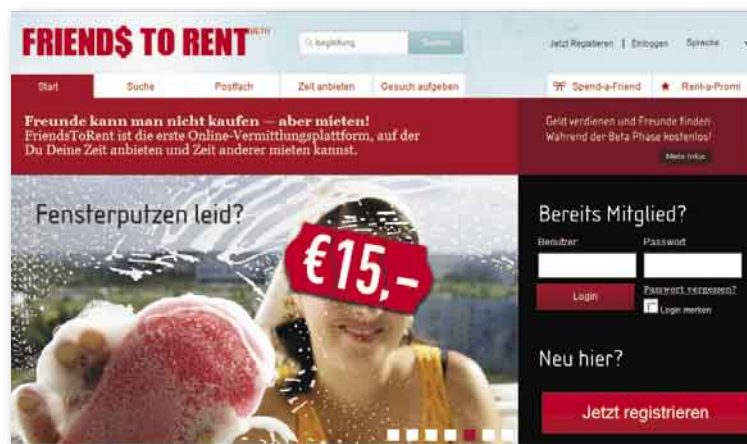 FRIEND$ TO RENT BETA
begleitung
Suchen
Jetzt Registrieren | Einloggen Sprache
Start Suche Postfach Zeit anbieten Gesuch aufgeben Spend-a-Friend Rent-a-Promi
Freunde kann man nicht kaufen — aber mieten!
FriendsToRent ist die erste Online-Vermittlungsplattform, auf der
Du Deine Zeit anbieten und Zeit anderer mieten kannst.
Geld verdienen und Freunde finden
Während der Beta Phase kostenlos!
Mehr Infos
Fensterputzen leid?
€15,-
Bereits Mitglied?
Benutzer: Passwort
Login
Passwort vergessen?
Login merken
Neu hier?
Jetzt registrieren